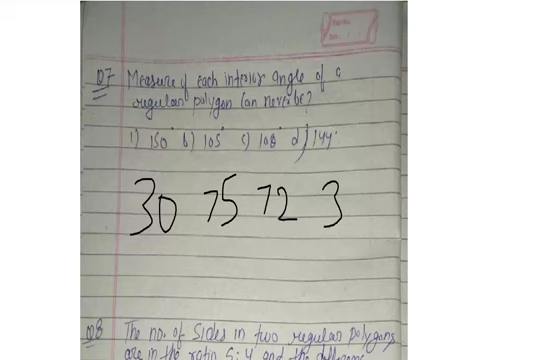 Q7 Measure of each interior angle of a
regular polygon can never be?
1) 150° b) 105° c) 108° d) 144°
30 75 72 3
Q8 The no. of sides in two regular polygons
are in the ratio 5:4 and the difference